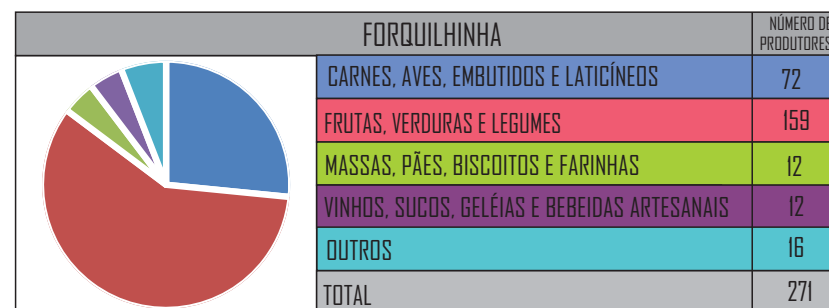 FORQUILHINHA
NÚMERO DE
PRODUTORES
CARNES, AVES, EMBUTIDOS E LATICÍNEOS 72
FRUTAS, VERDURAS E LEGUMES 159
MASSAS, PÃES, BISCOITOS E FARINHAS 12
VINHOS, SUCOS, GELÉIAS E BEBEIDAS ARTESANAIS 12
OUTROS 16
TOTAL 271